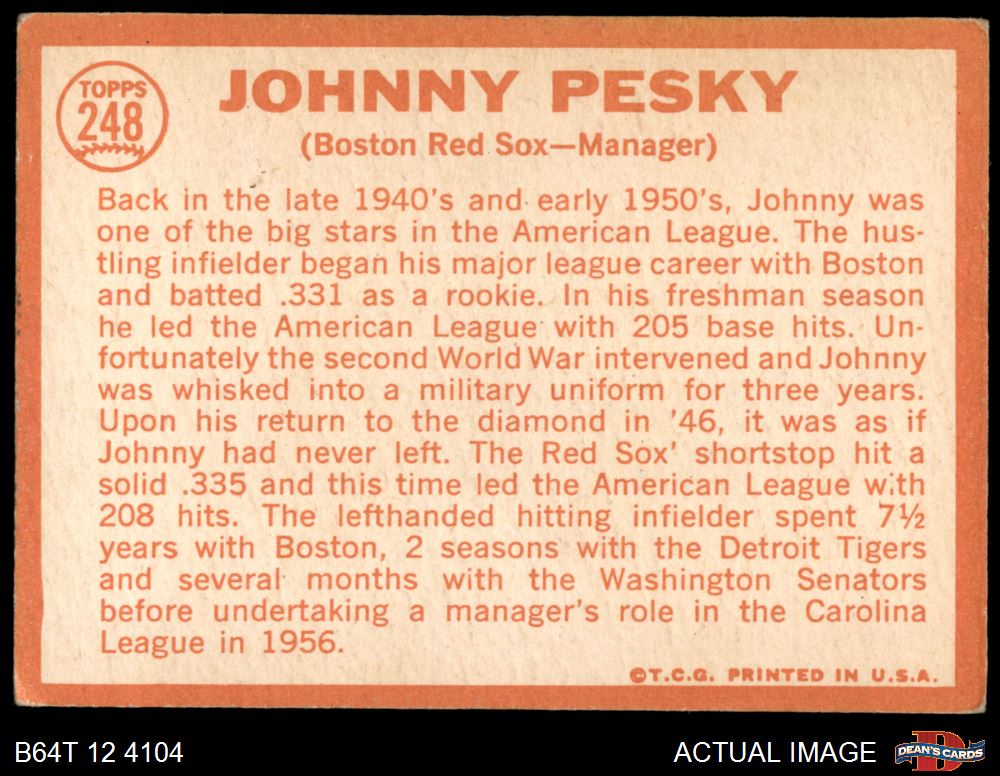 TOPPS
248
JOHNNY PESKY
(Boston Red Sox—Manager)
Back in the late 1940's and early 1950's, Johnny was
one of the big stars in the American League. The hus-
tling infielder began his major league career with Boston
and batted .331 as a rookie. In his freshman season
he led the American League with 205 base hits. Un-
fortunately the second World War intervened and Johnny
was whisked into a military uniform for three years.
Upon his return to the diamond in '46, it was as if
Johnny had never left. The Red Sox' shortstop hit a
solid .335 and this time led the American League with
208 hits. The lefthanded hitting infielder spent 7½
years with Boston, 2 seasons with the Detroit Tigers
and several months with the Washington Senators
before undertaking a manager's role in the Carolina
League in 1956.
©T.C.G. PRINTED IN U.S.A.
B64T 12 4104
ACTUAL IMAGE
DEAN'S CARDS